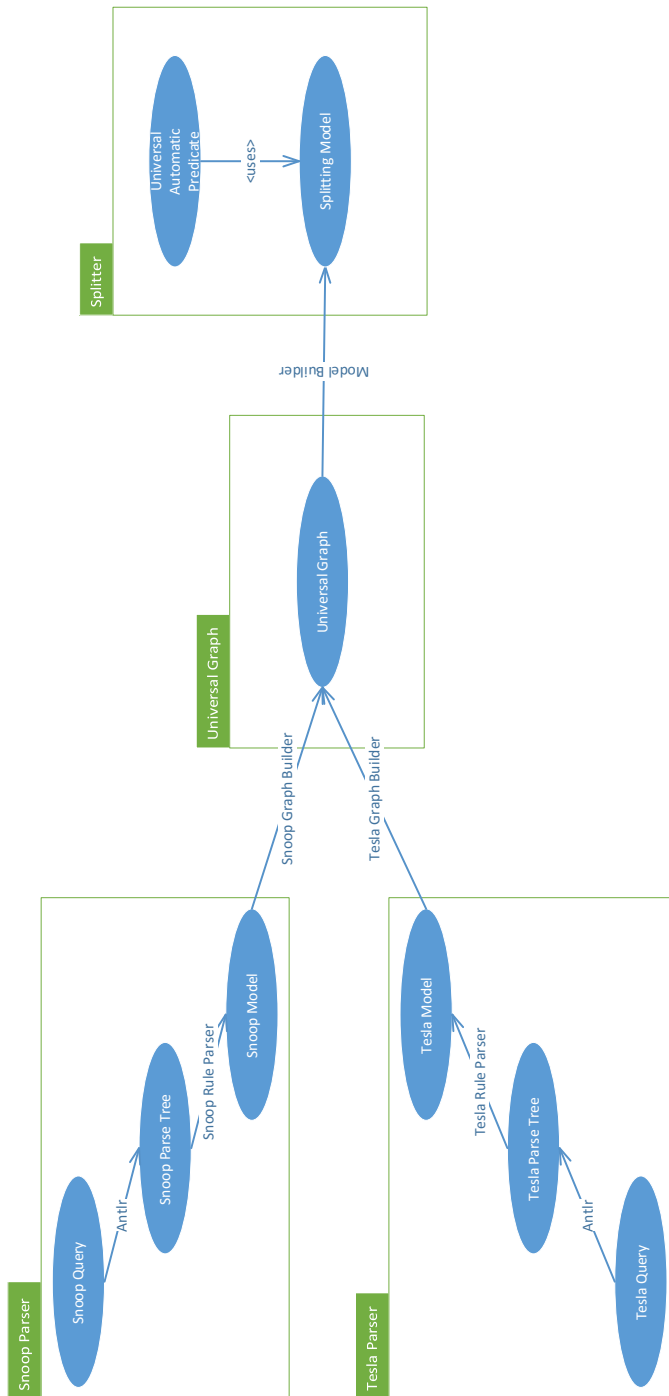 Snoop Parser
Snoop Query
Antlr
Snoop Parse Tree
Snoop Rule Parser
Snoop Model
Snoop Graph Builder
Tesla Parser
Tesla Query
Antlr
Tesla Parse Tree
Tesla Rule Parser
Tesla Model
Tesla Graph Builder
Universal Graph
Universal Graph
Model Builder
Splitter
Universal
Automatic
Predicate
<uses>
Splitting Model